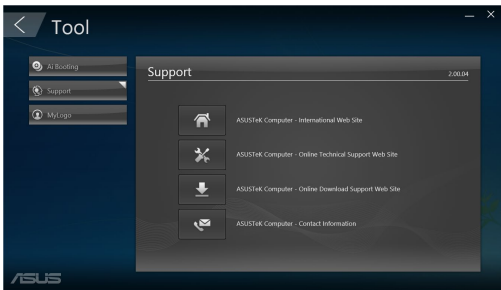 Tool
Ai Booting
Support
MyLogo
Support
2.00.04
ASUSTeK Computer - International Web Site
ASUSTeK Computer - Online Technical Support Web Site
ASUSTeK Computer - Online Download Support Web Site
ASUSTeK Computer - Contact Information
ASUS